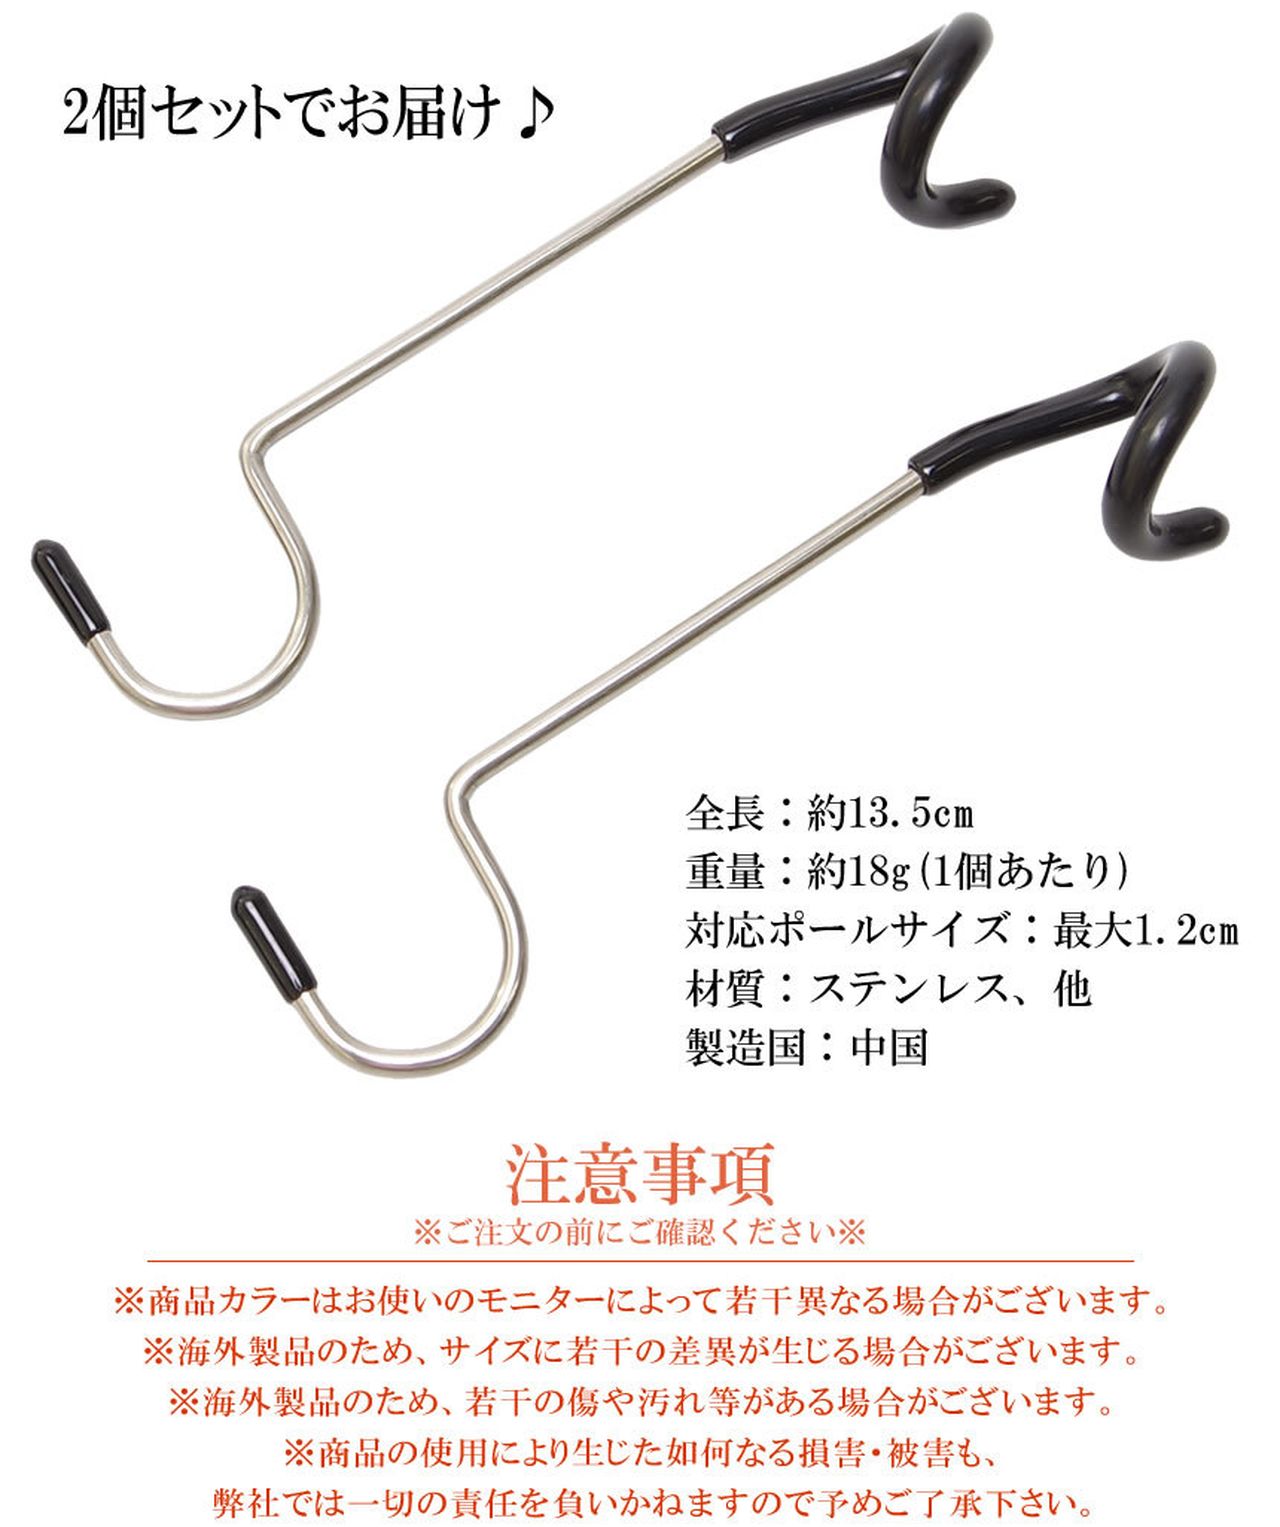 2個セットでお届け♪
全長：約13.5cm
重量：約18g(1個あたり)
対応ポールサイズ：最大1.2cm
材質：ステンレス、他
製造国：中国
注意事項
※ご注文の前にご確認ください※
※商品カラーはお使いのモニターによって若干異なる場合がございます。
※海外製品のため、サイズに若干の差異が生じる場合がございます。
※海外製品のため、若干の傷や汚れ等がある場合がございます。
※商品の使用により生じた如何なる損害・被害も、
弊社では一切の責任を負いかねますので予めご了承下さい。